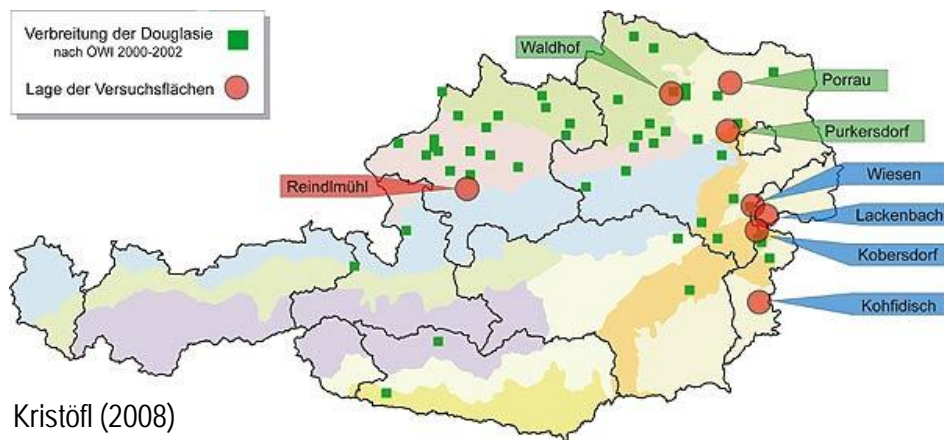 Verbreitung der Douglasie
nach ÖWI 2000-2002
Lage der Versuchsflächen
Waldhof
Porrau
Purkersdorf
Wiesen
Reindlmühl
Lackenbach
Kobersdorf
Kohfidisch
Kristöfl (2008)